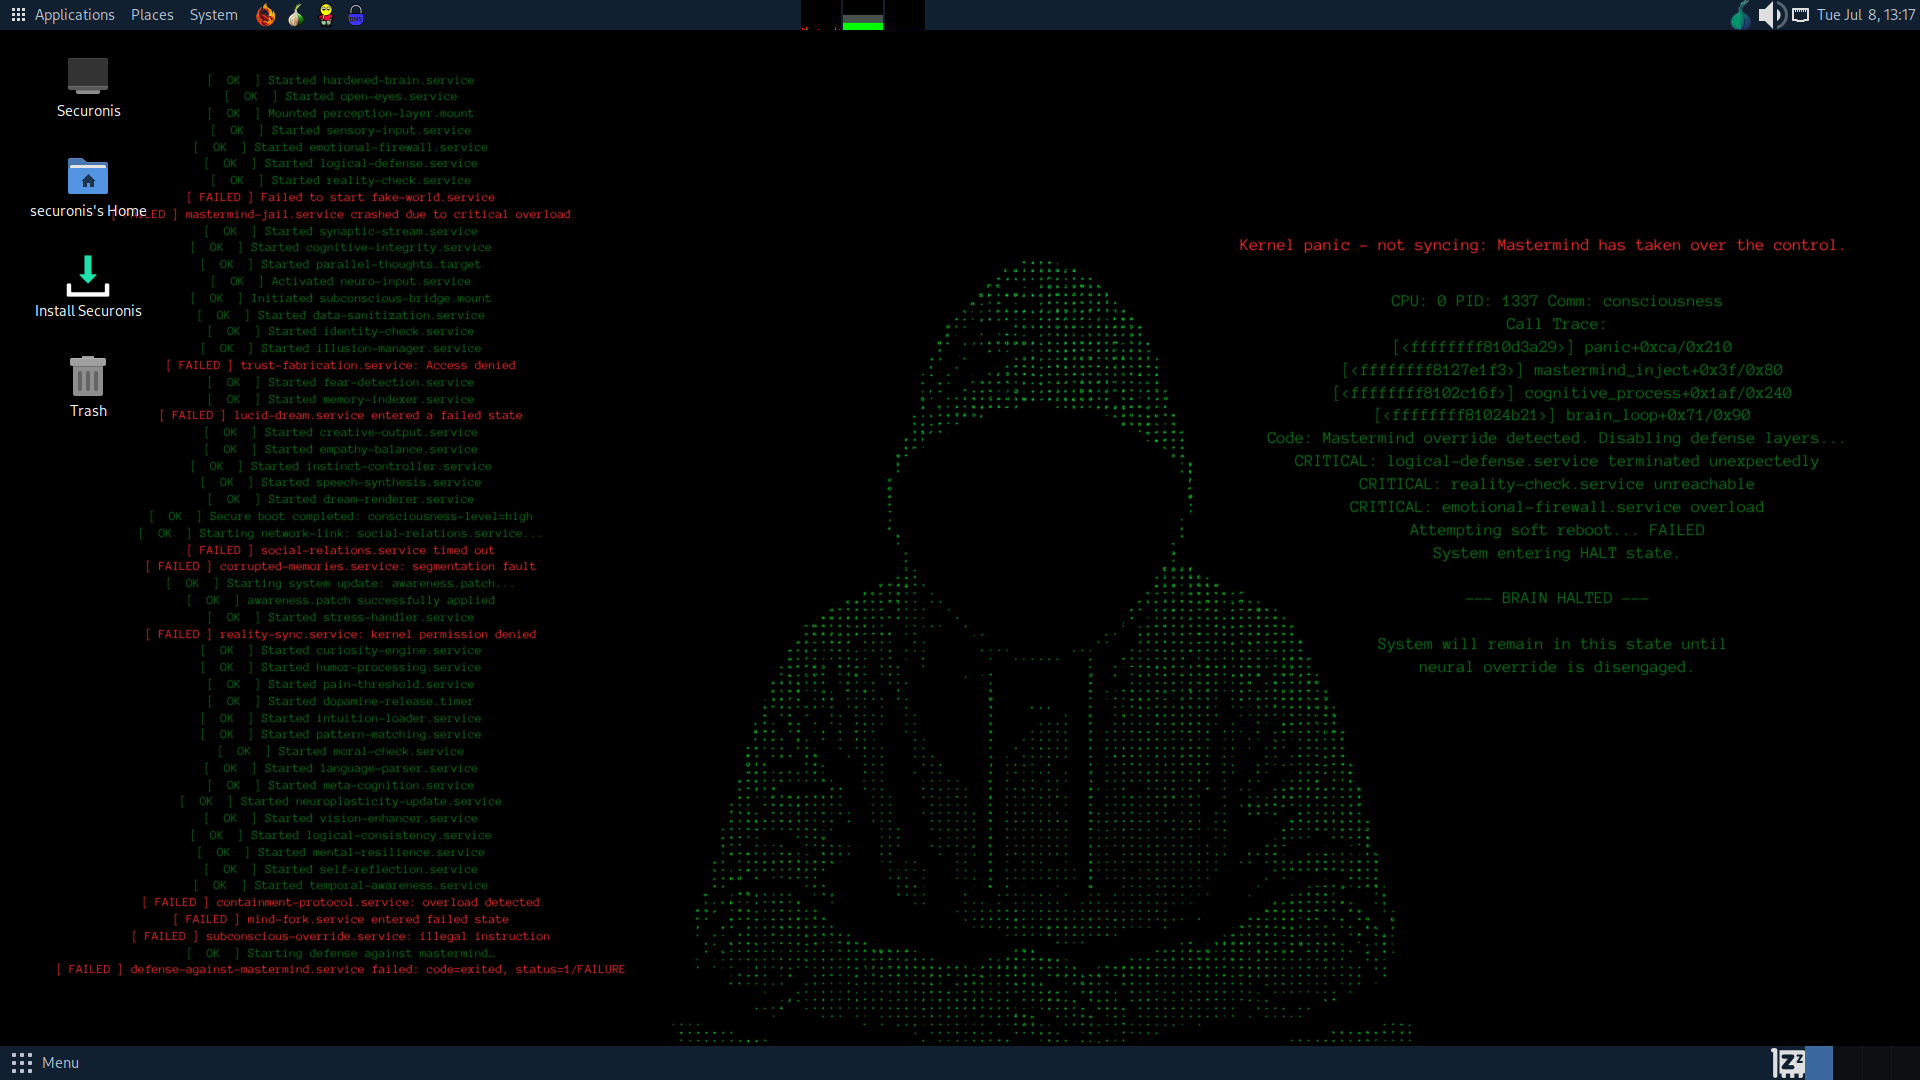 Applications Places System
DNS
Tue Jul 8, 13:17
Securonis
securonis's Home
Install Securonis
Trash
[ OK ] Started hardened-brain.service
[ OK ] Started open-eyes.service
[ OK ] Mounted perception-layer.mount
[ OK ] Started sensory-input.service
[ OK ] Started emotional-firewall.service
[ OK ] Started logical-defense.service
[ OK ] Started reality-check.service
[ FAILED ] Failed to start fake-world.service
LED ] mastermind-jail.service crashed due to critical overload
[ OK ] Started synaptic-stream.service
[ OK ] Started cognitive-integrity.service
[ OK ] Started parallel-thoughts.target
[ OK ] Activated neuro-input.service
[ OK ] Initiated subconscious-bridge.mount
[ OK ] Started data-sanitization.service
[ OK ] Started identity-check.service
[ OK ] Started illusion-manager.service
[ FAILED ] trust-fabrication.service: Access denied
[ OK ] Started fear-detection.service
[ OK ] Started memory-indexer.service
[ FAILED ] lucid-dream.service entered a failed state
[ OK ] Started creative-output.service
[ OK ] Started empathy-balance.service
[ OK ] Started instinct-controller.service
[ OK ] Started speech-synthesis.service
[ OK ] Started dream-renderer.service
[ OK ] Secure boot completed: consciousness-level=high
[ OK ] Starting network-link: social-relations.service...
[ FAILED ] social-relations.service timed out
[ FAILED ] corrupted-memories.service: segmentation fault
[ OK ] Starting system update: awareness.patch...
[ OK ] awareness.patch successfully applied
[ OK ] Started stress-handler.service
[ FAILED ] reality-sync.service: kernel permission denied
[ OK ] Started curiosity-engine.service
[ OK ] Started humor-processing.service
[ OK ] Started pain-threshold.service
[ OK ] Started dopamine-release.timer
[ OK ] Started intuition-loader.service
[ OK ] Started pattern-matching.service
[ OK ] Started moral-check.service
[ OK ] Started language-parser.service
[ OK ] Started meta-cognition.service
[ OK ] Started neuroplasticity-update.service
[ OK ] Started vision-enhancer.service
[ OK ] Started logical-consistency.service
[ OK ] Started mental-resilience.service
[ OK ] Started self-reflection.service
[ OK ] Started temporal-awareness.service
[ FAILED ] containment-protocol.service: overload detected
[ FAILED ] mind-fork.service entered failed state
[ FAILED ] subconscious-override.service: illegal instruction
[ OK ] Starting defense against mastermind…
[ FAILED ] defense-against-mastermind.service failed: code=exited, status=1/FAILURE
Kernel panic - not syncing: Mastermind has taken over the control.
CPU: 0 PID: 1337 Comm: consciousness
Call Trace:
[<ffffffff810d3a29>] panic+0xca/0x210
[<ffffffff8127e1f3>] mastermind_inject+0x3f/0x80
[<ffffffff8102c16f>] cognitive_process+0x1af/0x240
[<ffffffff81024b21>] brain_loop+0x71/0x90
Code: Mastermind override detected. Disabling defense layers...
CRITICAL: logical-defense.service terminated unexpectedly
CRITICAL: reality-check.service unreachable
CRITICAL: emotional-firewall.service overload
Attempting soft reboot... FAILED
System entering HALT state.
--- BRAIN HALTED ---
System will remain in this state until
neural override is disengaged.
Menu